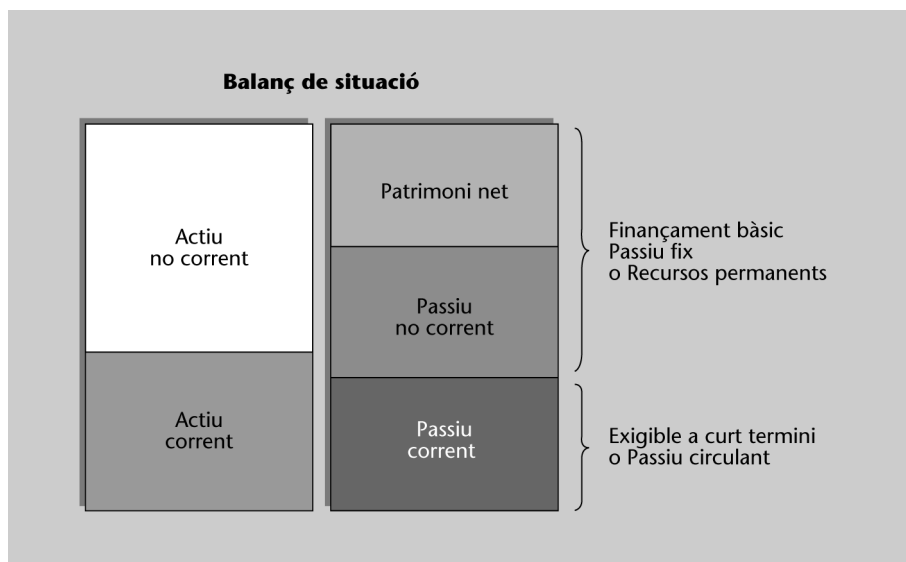 Balanç de situació
Actiu
no corrent
Actiu
corrent
Patrimoni net
Passiu
no corrent
Passiu
corrent
Finançament bàsic
Passiu fix
o Recursos permanents
Exigible a curt termini
o Passiu circulant